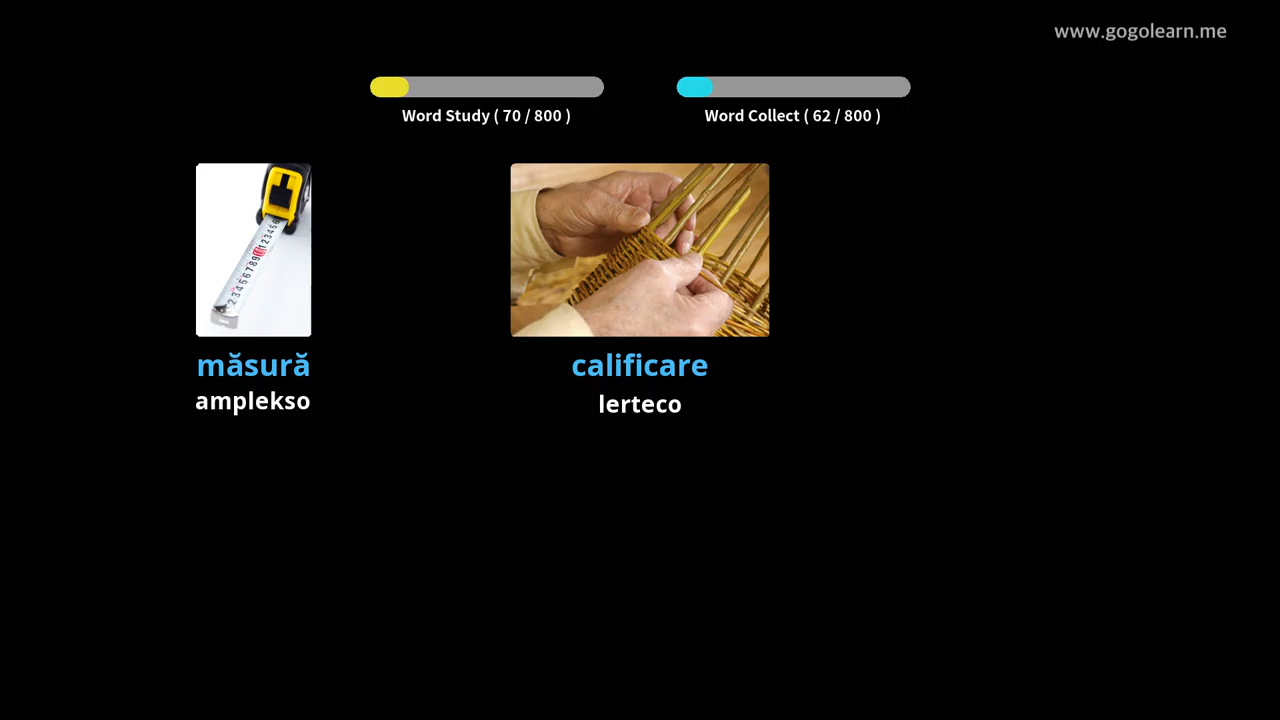 www.gogolearn.me
Word Study ( 70 / 800 )
Word Collect ( 62 / 800 )
măsură
amplekso
calificare
lerteco